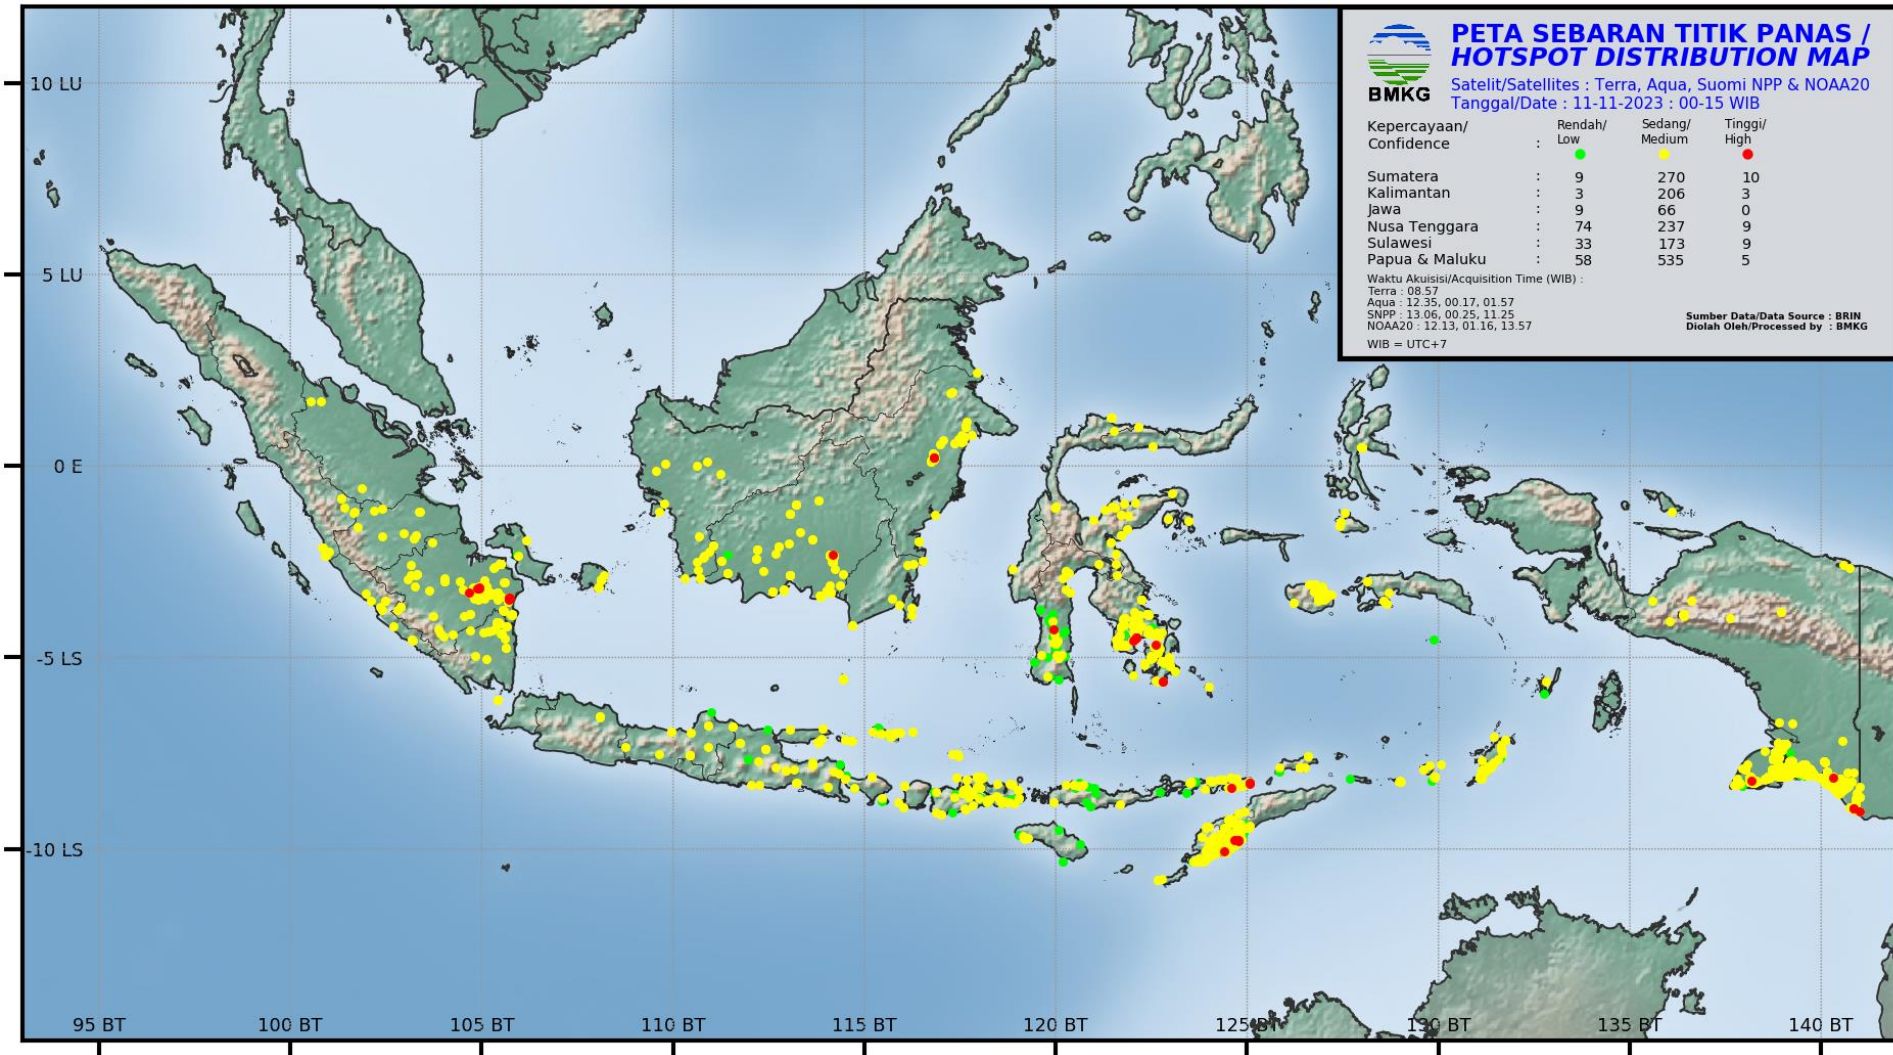 PETA SEBARAN TITIK PANAS /
HOTSPOT DISTRIBUTION MAP
Satelit/Satellites : Terra, Aqua, Suomi NPP & NOAA20
Tanggal/Date : 11-11-2023 : 00-15 WIB
BMKG
Kepercayaan/ Rendah/ Sedang/ Tinggi/
Confidence : Low Medium High
Sumatera : 9 270 10
Kalimantan : 3 206 3
Jawa : 9 66 0
Nusa Tenggara : 74 237 9
Sulawesi : 33 173 9
Papua & Maluku : 58 535 5
Waktu Akuisisi/Acquisition Time (WIB) :
Terra : 08.57
Aqua : 12.35, 00.17, 01.57
SNPP : 13.06, 00.25, 11.25
NOAA20 : 12.13, 01.16, 13.57
WIB = UTC+7
Sumber Data/Data Source : BRIN
Diolah Oleh/Processed by : BMKG
10 LU
5 LU
0 E
-5 LS
-10 LS
95 BT 100 BT 105 BT 110 BT 115 BT 120 BT 125 BT 130 BT 135 BT 140 BT